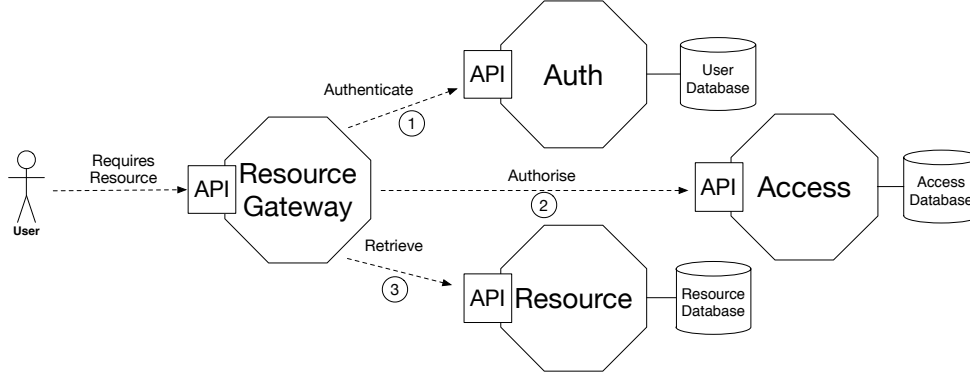 API
Auth
User
Database
Authenticate
1
Requires
Resource
API
Resource
Gateway
User
Authorise
2
API
Access
Access
Database
Retrieve
3
API
Resource
Resource
Database